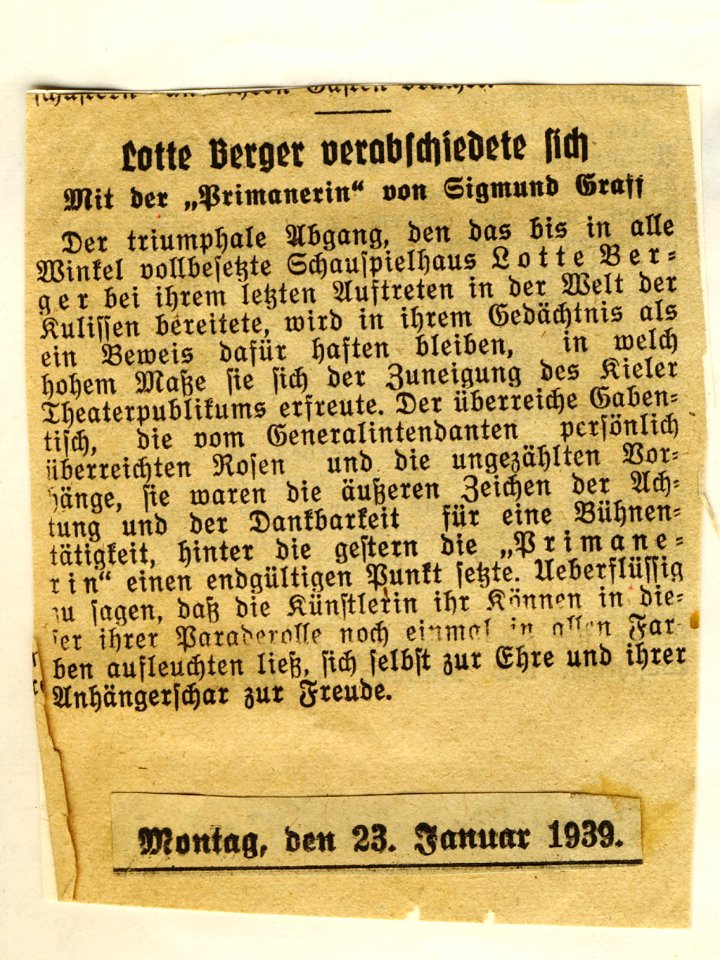 Lotte Berger verabschiedete sich
Mit der „Primanerin“ von Sigmund Graff
Der triumphale Abgang, den das bis in alle
Winkel vollbesetzte Schauspielhaus Lotte Ber-
ger bei ihrem letzten Auftreten in der Welt der
Kulissen bereitete, wird in ihrem Gedächtnis als
ein Beweis dafür haften bleiben, in welch
hohem Maße sie sich der Zuneigung des Kieler
Theaterpublikums erfreute. Der überreiche Gaben-
tisch, die vom Generalintendanten persönlich
überreichten Rosen und die ungezählten Vor-
hänge, sie waren die äußeren Zeichen der Ach-
tung und der Dankbarkeit für eine Bühnen-
tätigkeit, hinter die gestern die „Primane-
rin“ einen endgültigen Punkt setzte. Ueberflüssig
zu sagen, daß die Künstlerin ihr Können in die-
ser ihrer Paraderolle noch einmal in allen Far-
ben aufleuchten ließ, sich selbst zur Ehre und ihrer
Anhängerschar zur Freude.
Montag, den 23. Januar 1939.